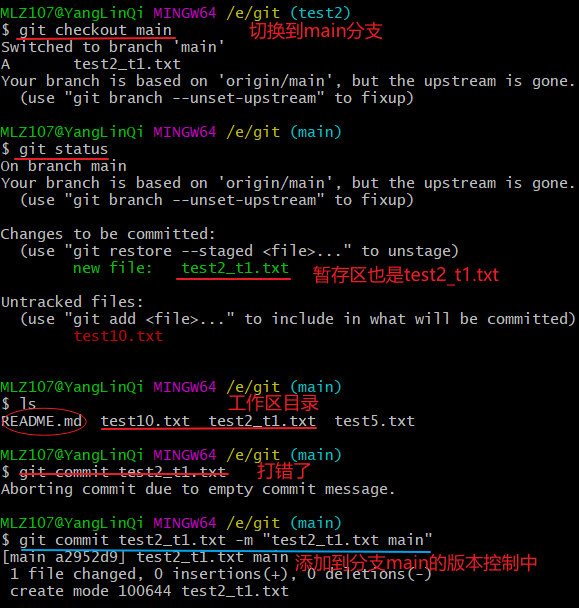 MLZ107@YangLinQi MINGW64 /e/git (test2)
$ git checkout main 切换到main分支
Switched to branch 'main'
A       test2_t1.txt
Your branch is based on 'origin/main', but the upstream is gone.
  (use "git branch --unset-upstream" to fixup)
MLZ107@YangLinQi MINGW64 /e/git (main)
$ git status
On branch main
Your branch is based on 'origin/main', but the upstream is gone.
  (use "git branch --unset-upstream" to fixup)
Changes to be committed:
  (use "git restore --staged <file>..." to unstage)
        new file:   test2_t1.txt
暂存区也是test2_t1.txt
Untracked files:
  (use "git add <file>..." to include in what will be committed)
        test10.txt
MLZ107@YangLinQi MINGW64 /e/git (main)
$ ls 工作区目录
README.md  test10.txt  test2_t1.txt  test5.txt
MLZ107@YangLinQi MINGW64 /e/git (main)
$ git commit test2_t1.txt 打错了
Aborting commit due to empty commit message.
MLZ107@YangLinQi MINGW64 /e/git (main)
$ git commit test2_t1.txt -m "test2_t1.txt main"
[main a2952d9] test2_t1.txt main 添加到分支main的版本控制中
 1 file changed, 0 insertions(+), 0 deletions(-)
 create mode 100644 test2_t1.txt